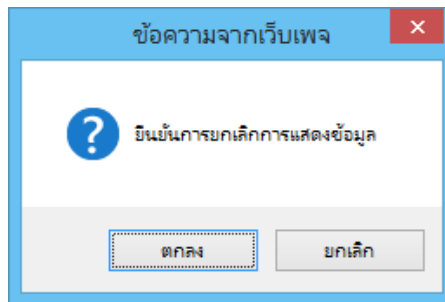 ข้อความจากเว็บเพจ
ยืนยันการยกเลิกการแสดงข้อมูล
ตกลง
ยกเลิก